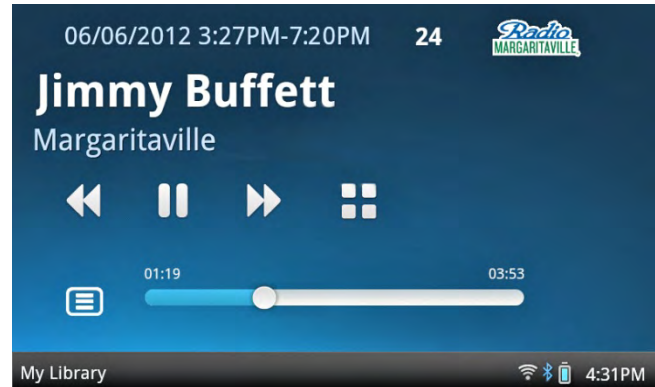 06/06/2012 3:27PM-7:20PM 24 Radio MARGARITAVILLE
Jimmy Buffett
Margaritaville
01:19 03:53
My Library 4:31PM